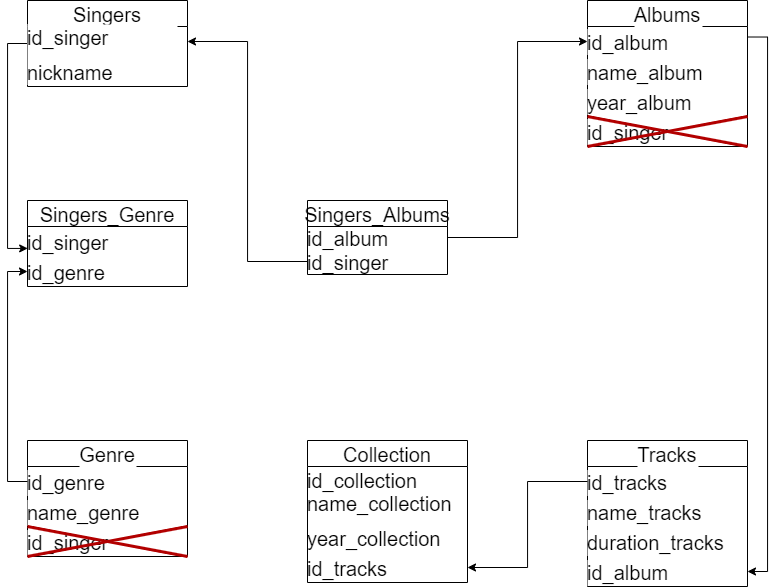 Singers
id_singer
nickname
Albums
id_album
name_album
year_album
id_singer
Singers_Genre
id_singer
id_genre
Singers_Albums
id_album
id_singer
Genre
id_genre
name_genre
id_singer
Collection
id_collection
name_collection
year_collection
id_tracks
Tracks
id_tracks
name_tracks
duration_tracks
id_album